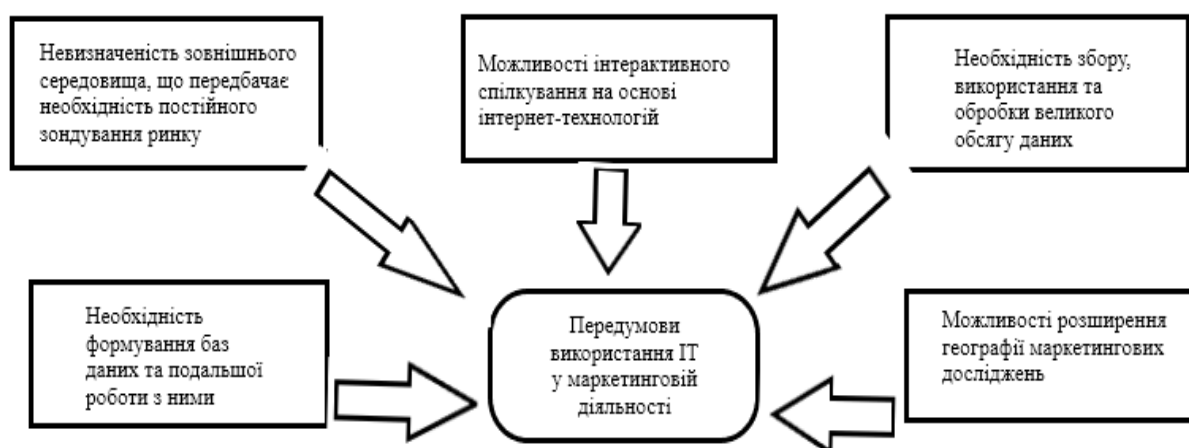 Невизначеність зовнішнього
середовища, що передбачає
необхідність постійного
зондування ринку
Можливості інтерактивного
спілкування на основі
інтернет-технологій
Необхідність збору,
використання та
обробки великого
обсягу даних
Необхідність
формування баз
даних та подальшої
роботи з ними
Передумови
використання ІТ
у маркетинговій
діяльності
Можливості розширення
географії маркетингових
досліджень